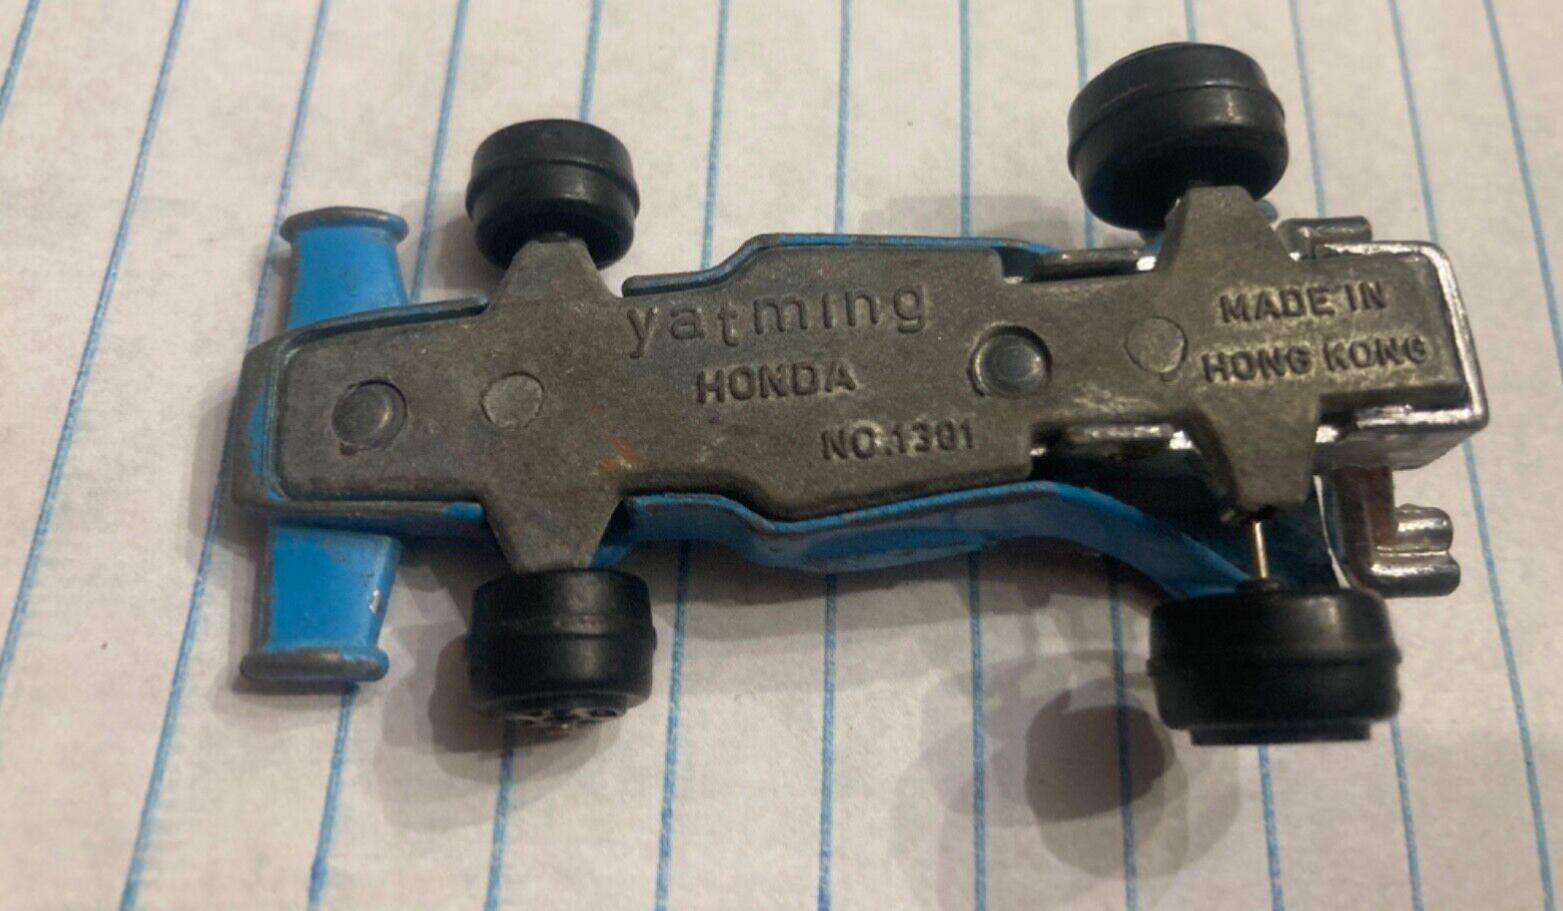 yatming
HONDA
NO.1301
MADE IN
HONG KONG